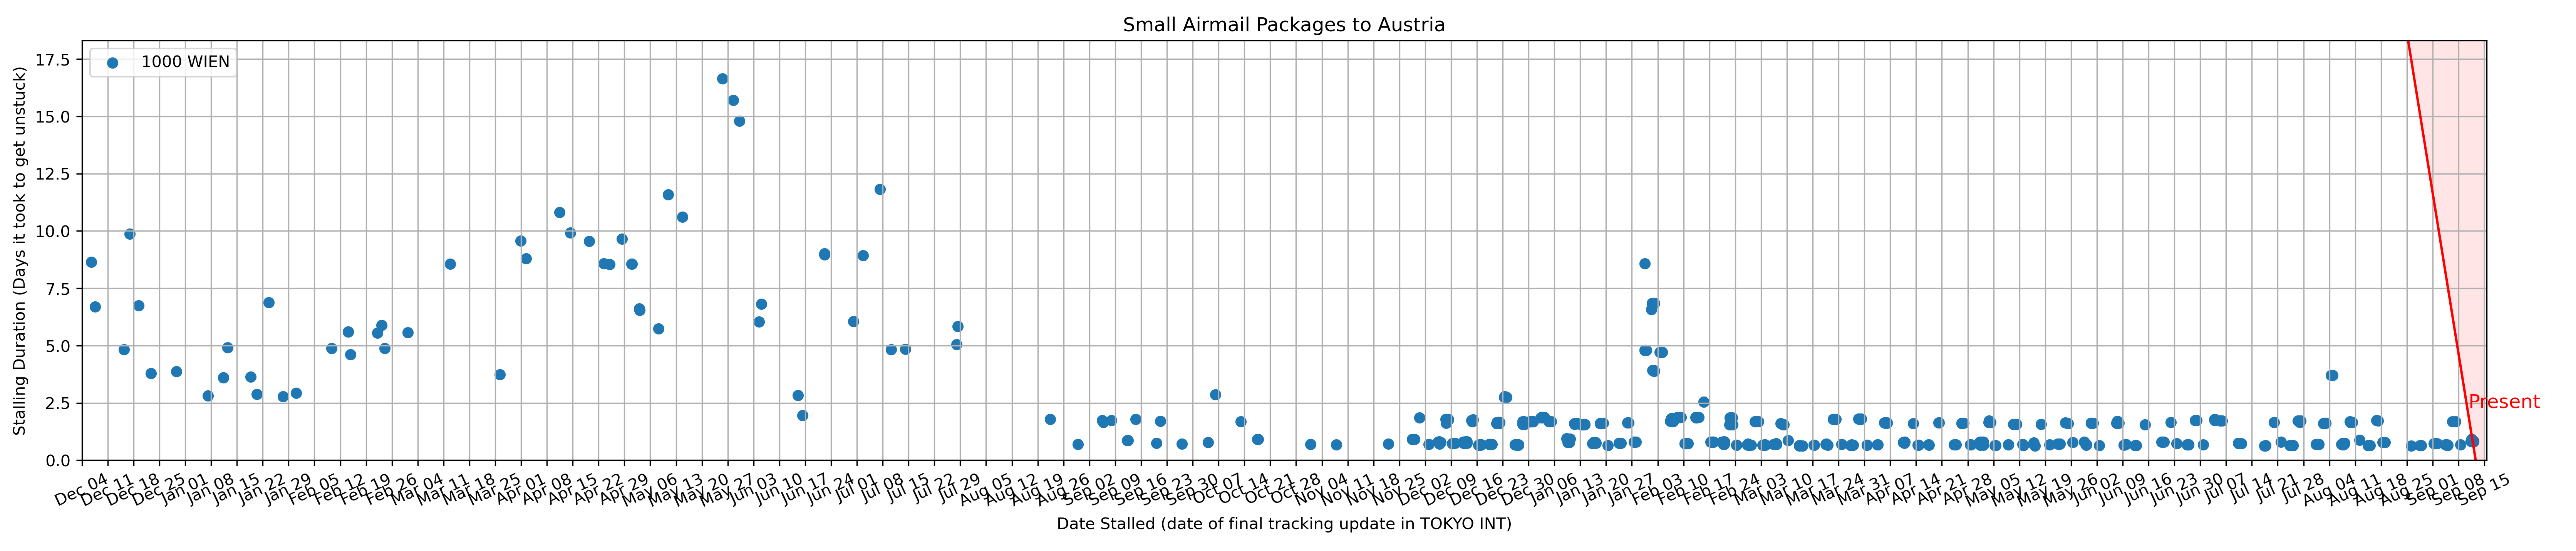 Small Airmail Packages to Austria
1000 WIEN
Stalling Duration (Days it took to get unstuck)
17.5
15.0
12.5
10.0
7.5
5.0
2.5
0.0
Present
Dec 04 Dec 11 Dec 18 Dec 25 Jan 01 Jan 08 Jan 15 Jan 22 Jan 29 Feb 05 Feb 12 Feb 19 Feb 26 Mar 04 Mar 11 Mar 18 Mar 25 Apr 01 Apr 08 Apr 15 Apr 22 Apr 29 May 06 May 13 May 20 May 27 Jun 03 Jun 10 Jun 17 Jun 24 Jul 01 Jul 08 Jul 15 Jul 22 Jul 29 Aug 05 Aug 12 Aug 19 Aug 26 Sep 02 Sep 09 Sep 16 Sep 23 Sep 30 Oct 07 Oct 14 Oct 21 Oct 28 Nov 04 Nov 11 Nov 18 Nov 25 Dec 02 Dec 09 Dec 16 Dec 23 Dec 30 Jan 06 Jan 13 Jan 20 Jan 27 Feb 03 Feb 10 Feb 17 Feb 24 Mar 03 Mar 10 Mar 17 Mar 24 Mar 31 Apr 07 Apr 14 Apr 21 Apr 28 May 05 May 12 May 19 May 26 Jun 02 Jun 09 Jun 16 Jun 23 Jun 30 Jul 07 Jul 14 Jul 21 Jul 28 Aug 04 Aug 11 Aug 18 Aug 25 Sep 01 Sep 08 Sep 15
Date Stalled (date of final tracking update in TOKYO INT)